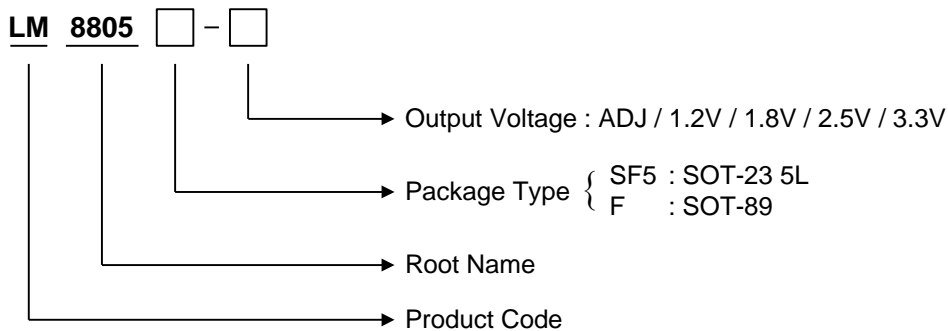 LM 8805 □ – □
Output Voltage : ADJ / 1.2V / 1.8V / 2.5V / 3.3V
Package Type { SF5 : SOT-23 5L
F : SOT-89
Root Name
Product Code